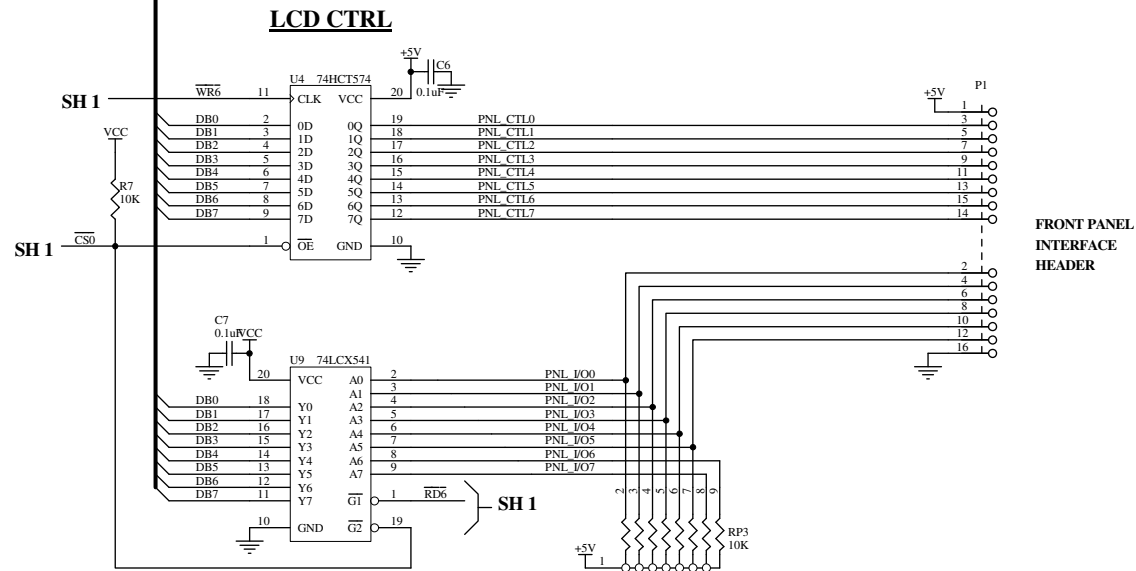 LCD CTRL
+5V
C6
0.1uF
U4 74HCT574
SH 1 WR6 11 CLK VCC 20
DB0 2 0D 0Q 19 PNL_CTL0
DB1 3 1D 1Q 18 PNL_CTL1
DB2 4 2D 2Q 17 PNL_CTL2
DB3 5 3D 3Q 16 PNL_CTL3
DB4 6 4D 4Q 15 PNL_CTL4
DB5 7 5D 5Q 14 PNL_CTL5
DB6 8 6D 6Q 13 PNL_CTL6
DB7 9 7D 7Q 12 PNL_CTL7
VCC
R7
10K
SH 1 CS0 1 OE GND 10
P1
+5V
1
3
5
7
9
11
13
15
14
2
4
6
8
10
12
16
FRONT PANEL
INTERFACE
HEADER
C7
0.1uF
VCC
U9 74LCX541
20 VCC A0 2 PNL_I/O0
A1 3 PNL_I/O1
DB0 18 Y0 A2 4 PNL_I/O2
DB1 17 Y1 A3 5 PNL_I/O3
DB2 16 Y2 A4 6 PNL_I/O4
DB3 15 Y3 A5 7 PNL_I/O5
DB4 14 Y4 A6 8 PNL_I/O6
DB5 13 Y5 A7 9 PNL_I/O7
DB6 12 Y6
DB7 11 Y7 G1 1 RD6
SH 1
10 GND G2 19
2 3 4 5 6 7 8 9
RP3
10K
+5V 1